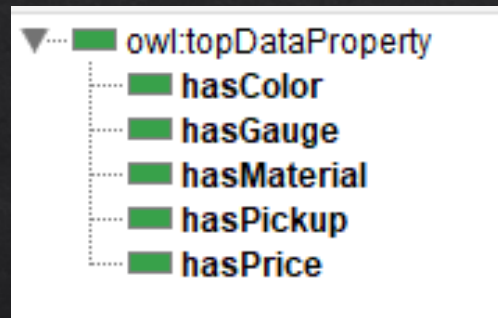 owl:topDataProperty
hasColor
hasGauge
hasMaterial
hasPickup
hasPrice